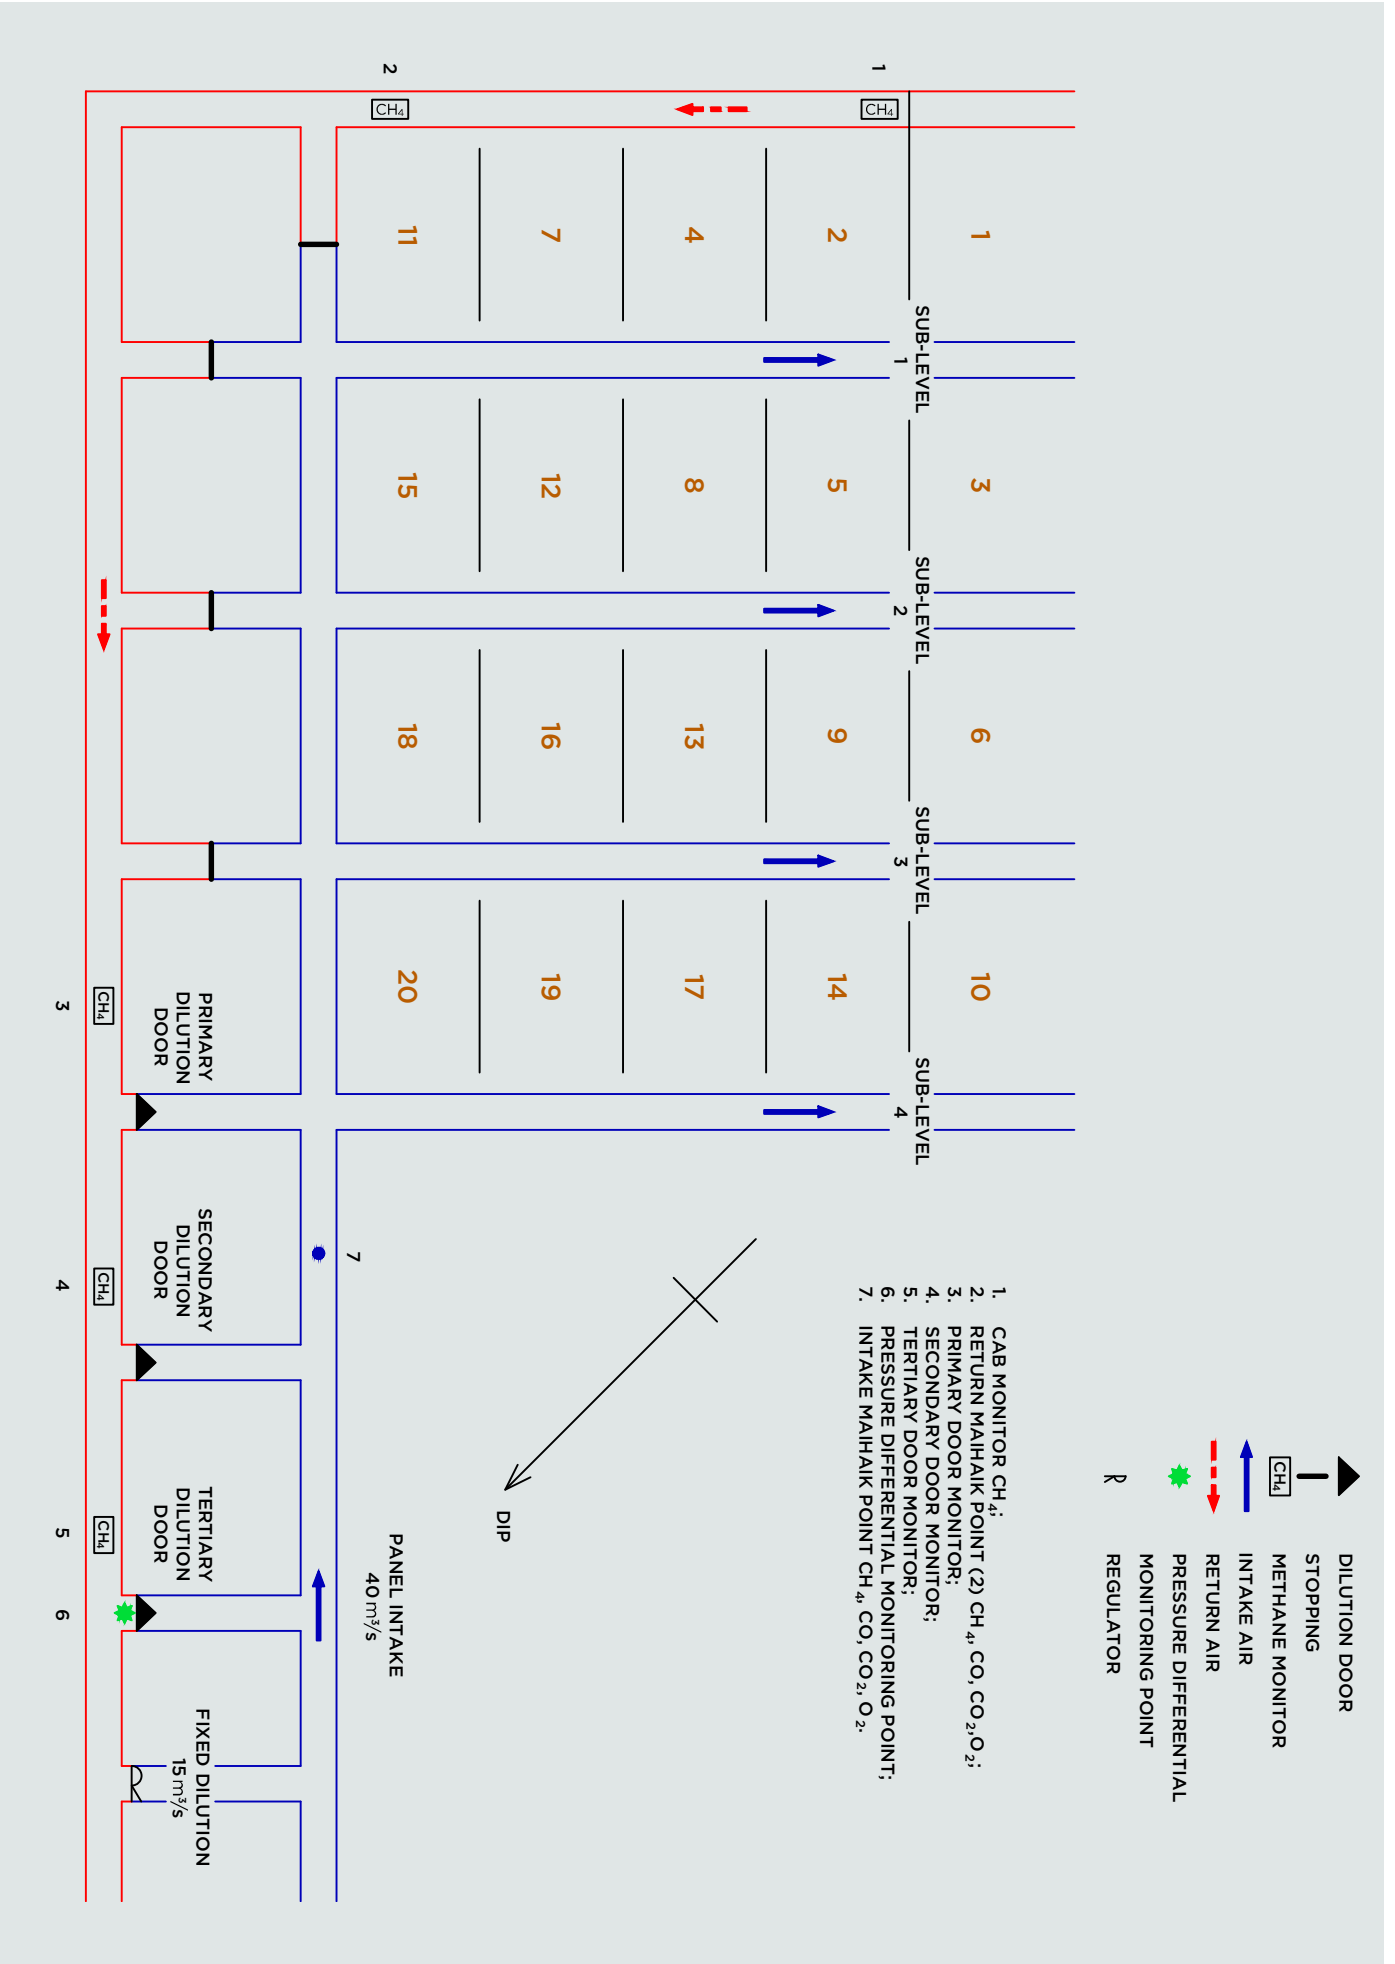 DILUTION DOOR
STOPPING
CH₄ METHANE MONITOR
INTAKE AIR
RETURN AIR
PRESSURE DIFFERENTIAL
MONITORING POINT
R REGULATOR
1. CAB MONITOR CH₄;
2. RETURN MAIHAIK POINT (2) CH₄, CO, CO₂,O₂;
3. PRIMARY DOOR MONITOR;
4. SECONDARY DOOR MONITOR;
5. TERTIARY DOOR MONITOR;
6. PRESSURE DIFFERENTIAL MONITORING POINT;
7. INTAKE MAIHAIK POINT CH₄, CO, CO₂, O₂.
1 3 6 10
SUB-LEVEL
1
SUB-LEVEL
2
SUB-LEVEL
3
SUB-LEVEL
4
1 CH₄
2 5 9 14
4 8 13 17
7 12 16 19
11 15 18 20
2 CH₄
DIP
PANEL INTAKE
40 m³/s
7
PRIMARY
DILUTION
DOOR
SECONDARY
DILUTION
DOOR
TERTIARY
DILUTION
DOOR
FIXED DILUTION
15 m³/s
R
CH₄ CH₄ CH₄
3 4 5 6